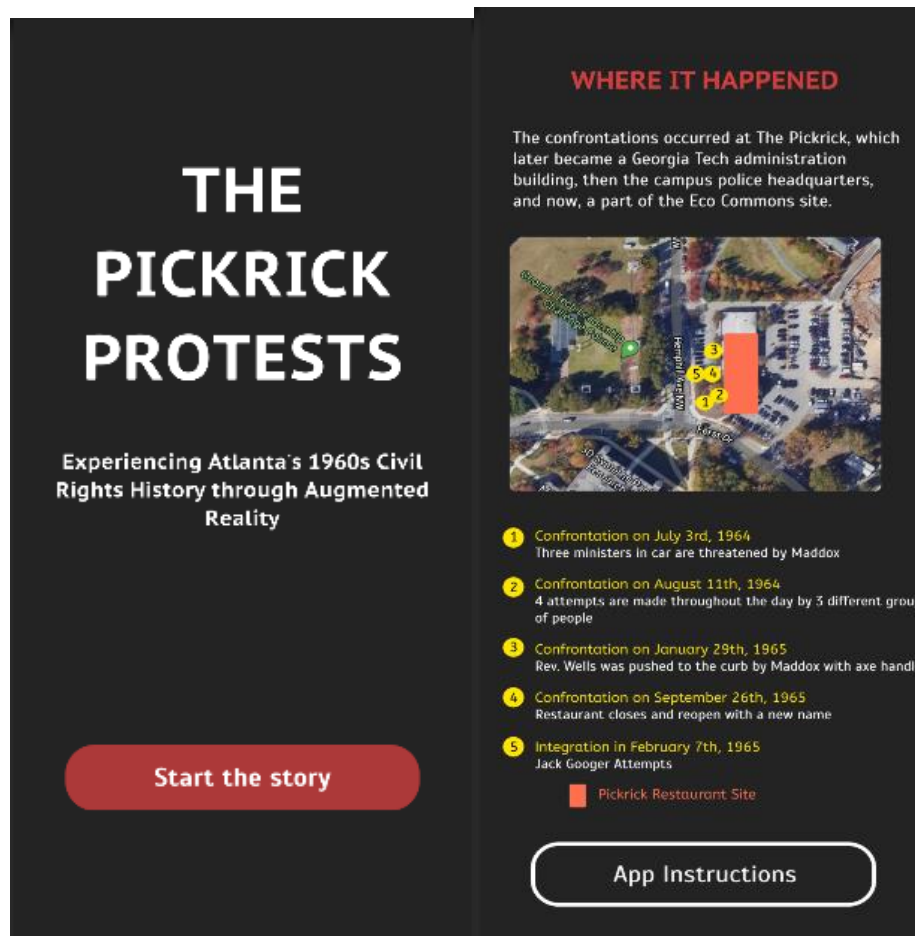 THE
PICKRICK
PROTESTS
Experiencing Atlanta's 1960s Civil
Rights History through Augmented
Reality
Start the story
WHERE IT HAPPENED
The confrontations occurred at The Pickrick, which
later became a Georgia Tech administration
building, then the campus police headquarters,
and now, a part of the Eco Commons site.
3
5 4
2
1
Ferst Dr
1 Confrontation on July 3rd, 1964
Three ministers in car are threatened by Maddox
2 Confrontation on August 11th, 1964
4 attempts are made throughout the day by 3 different grou
of people
3 Confrontation on January 29th, 1965
Rev. Wells was pushed to the curb by Maddox with axe handl
4 Confrontation on September 26th, 1965
Restaurant closes and reopen with a new name
5 Integration in February 7th, 1965
Jack Googer Attempts
Pickrick Restaurant Site
App Instructions